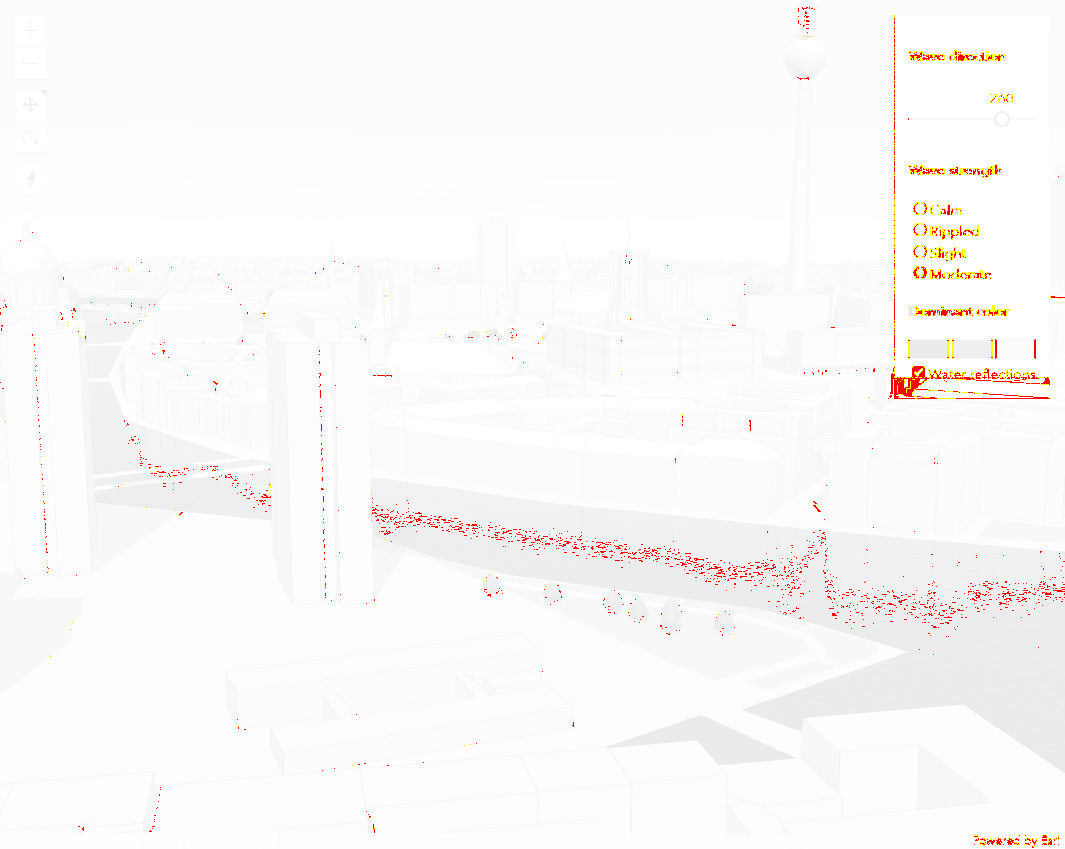 Wave direction
260
Wave strength
Calm
Rippled
Slight
Moderate
Dominant color
Water reflections
Powered by Esri